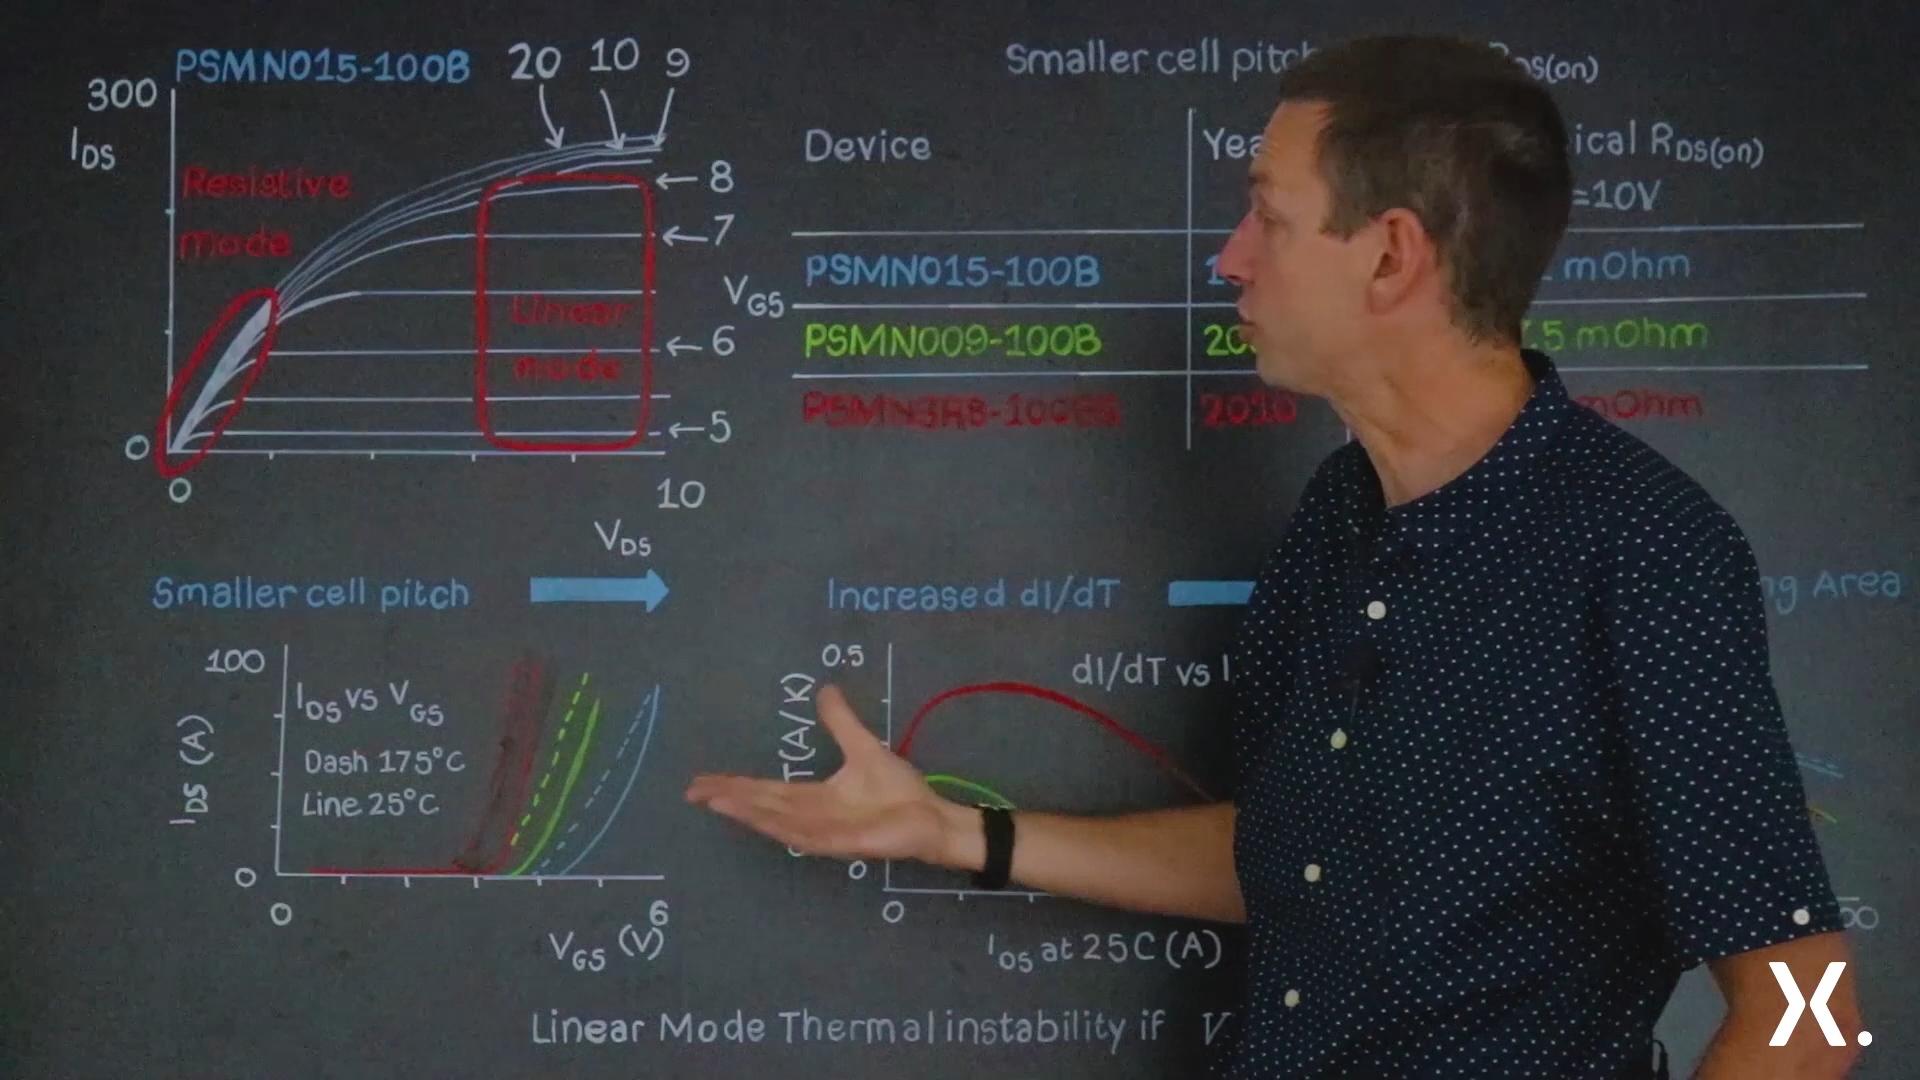 PSMN015-100B
20 10 9
300
IDS
Resistive
mode
8
7
VGS
Linear
mode
6
5
0
0
10
VDS
Smaller cell pitch
DS(on)
Device
RDS(on)
=10V
PSMN015-100B
mOhm
PSMN009-100B
5 mOhm
2010
mOhm
Smaller cell pitch
Increased dI/dT
Area
100
IDS vs VGS
Dash 175°C
Line 25°C
IDS (A)
0
0
6
VGS (V)
0.5
dI/dT vs I
T(A/K)
0
0
IDS at 25C (A)
Linear Mode Thermal instability if V
X.